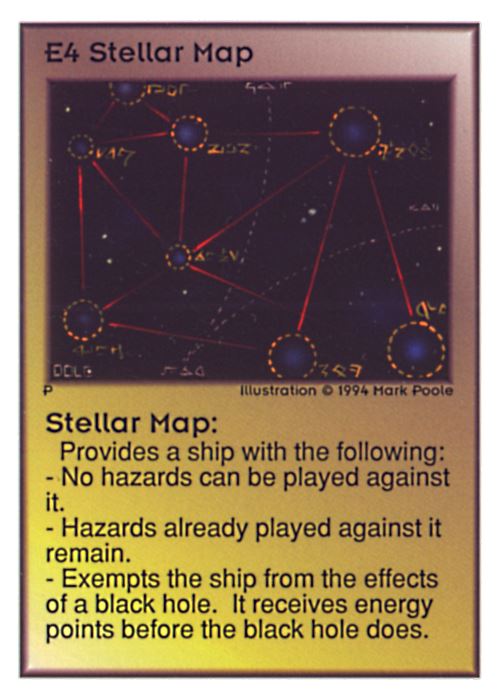 E4 Stellar Map
P
Illustration © 1994 Mark Poole
Stellar Map:
Provides a ship with the following:
- No hazards can be played against
it.
- Hazards already played against it
remain.
- Exempts the ship from the effects
of a black hole. It receives energy
points before the black hole does.